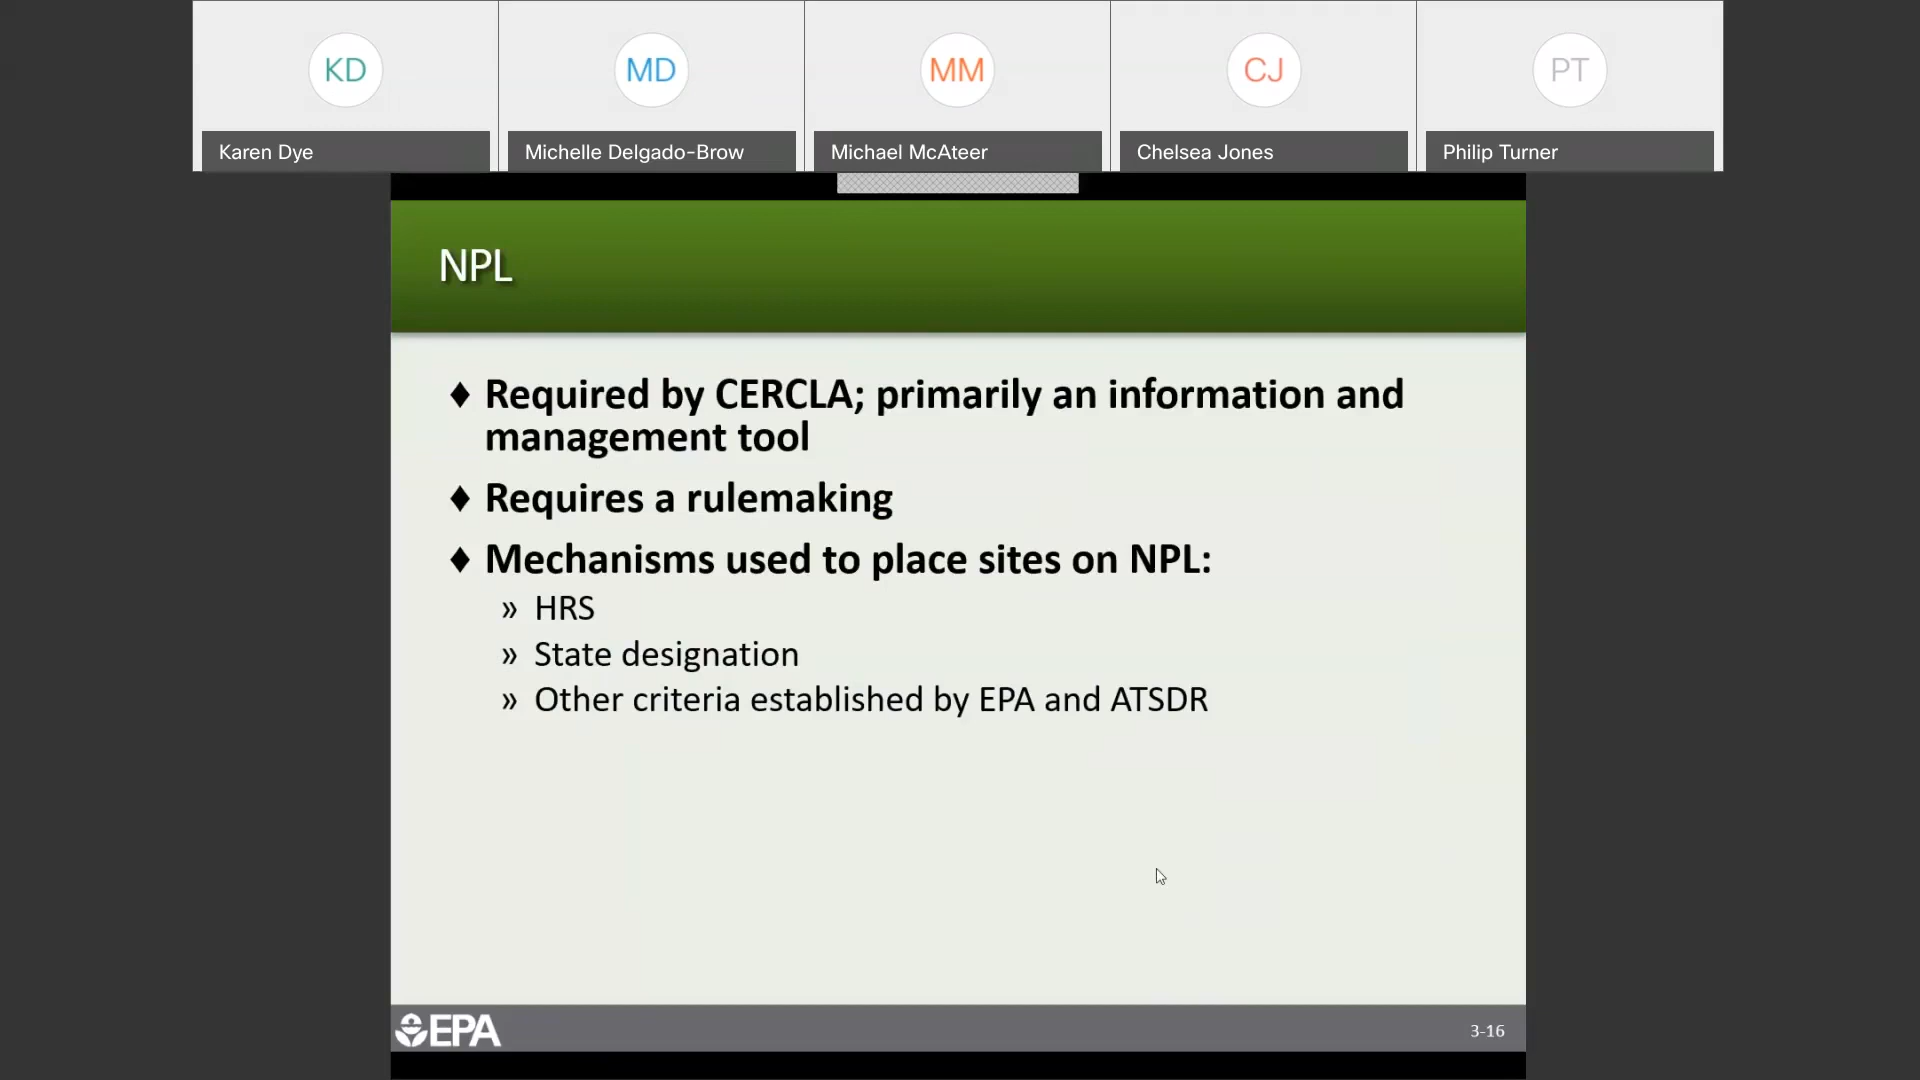 KD
MD
MM
CJ
PT
Karen Dye
Michelle Delgado-Brow
Michael McAteer
Chelsea Jones
Philip Turner
NPL
♦ Required by CERCLA; primarily an information and
management tool
♦ Requires a rulemaking
♦ Mechanisms used to place sites on NPL:
» HRS
» State designation
» Other criteria established by EPA and ATSDR
EPA
3-16